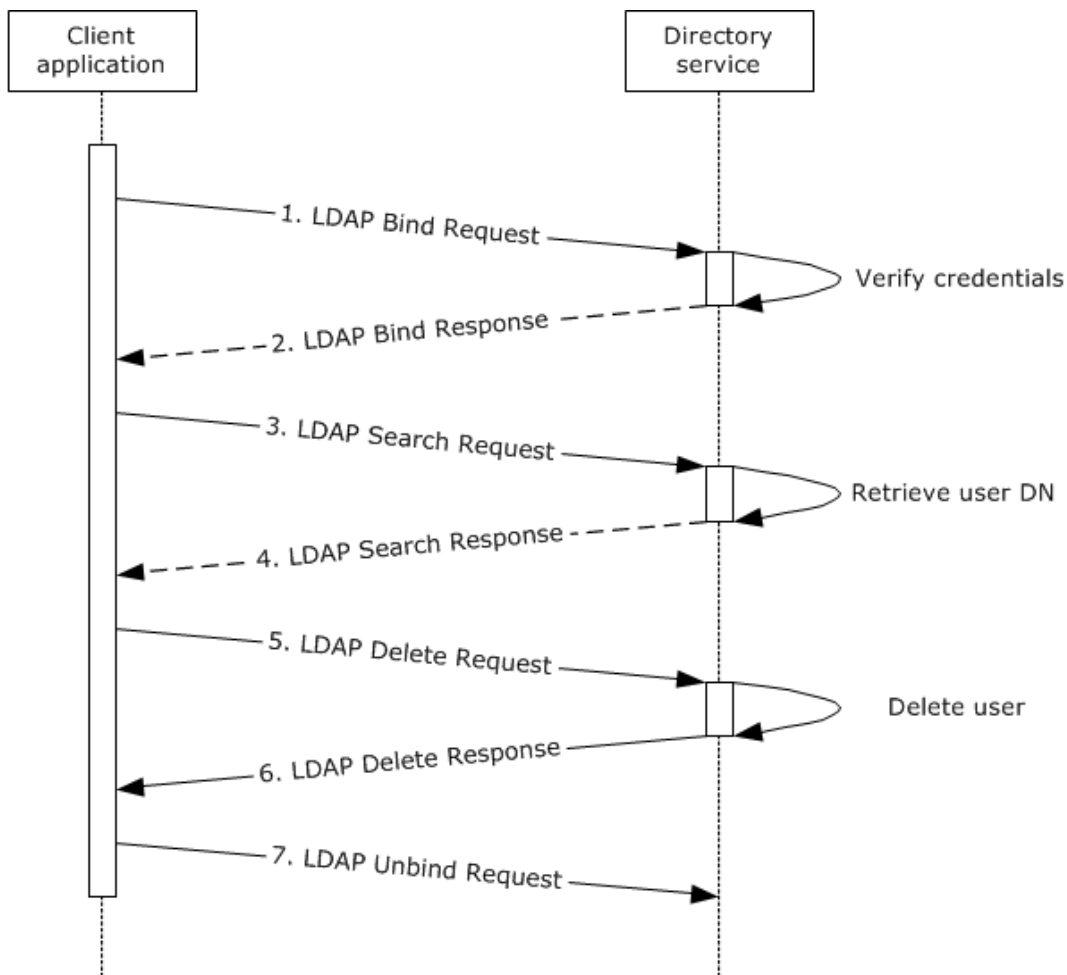 Client
application
Directory
service
1. LDAP Bind Request
Verify credentials
2. LDAP Bind Response
3. LDAP Search Request
Retrieve user DN
4. LDAP Search Response
5. LDAP Delete Request
Delete user
6. LDAP Delete Response
7. LDAP Unbind Request